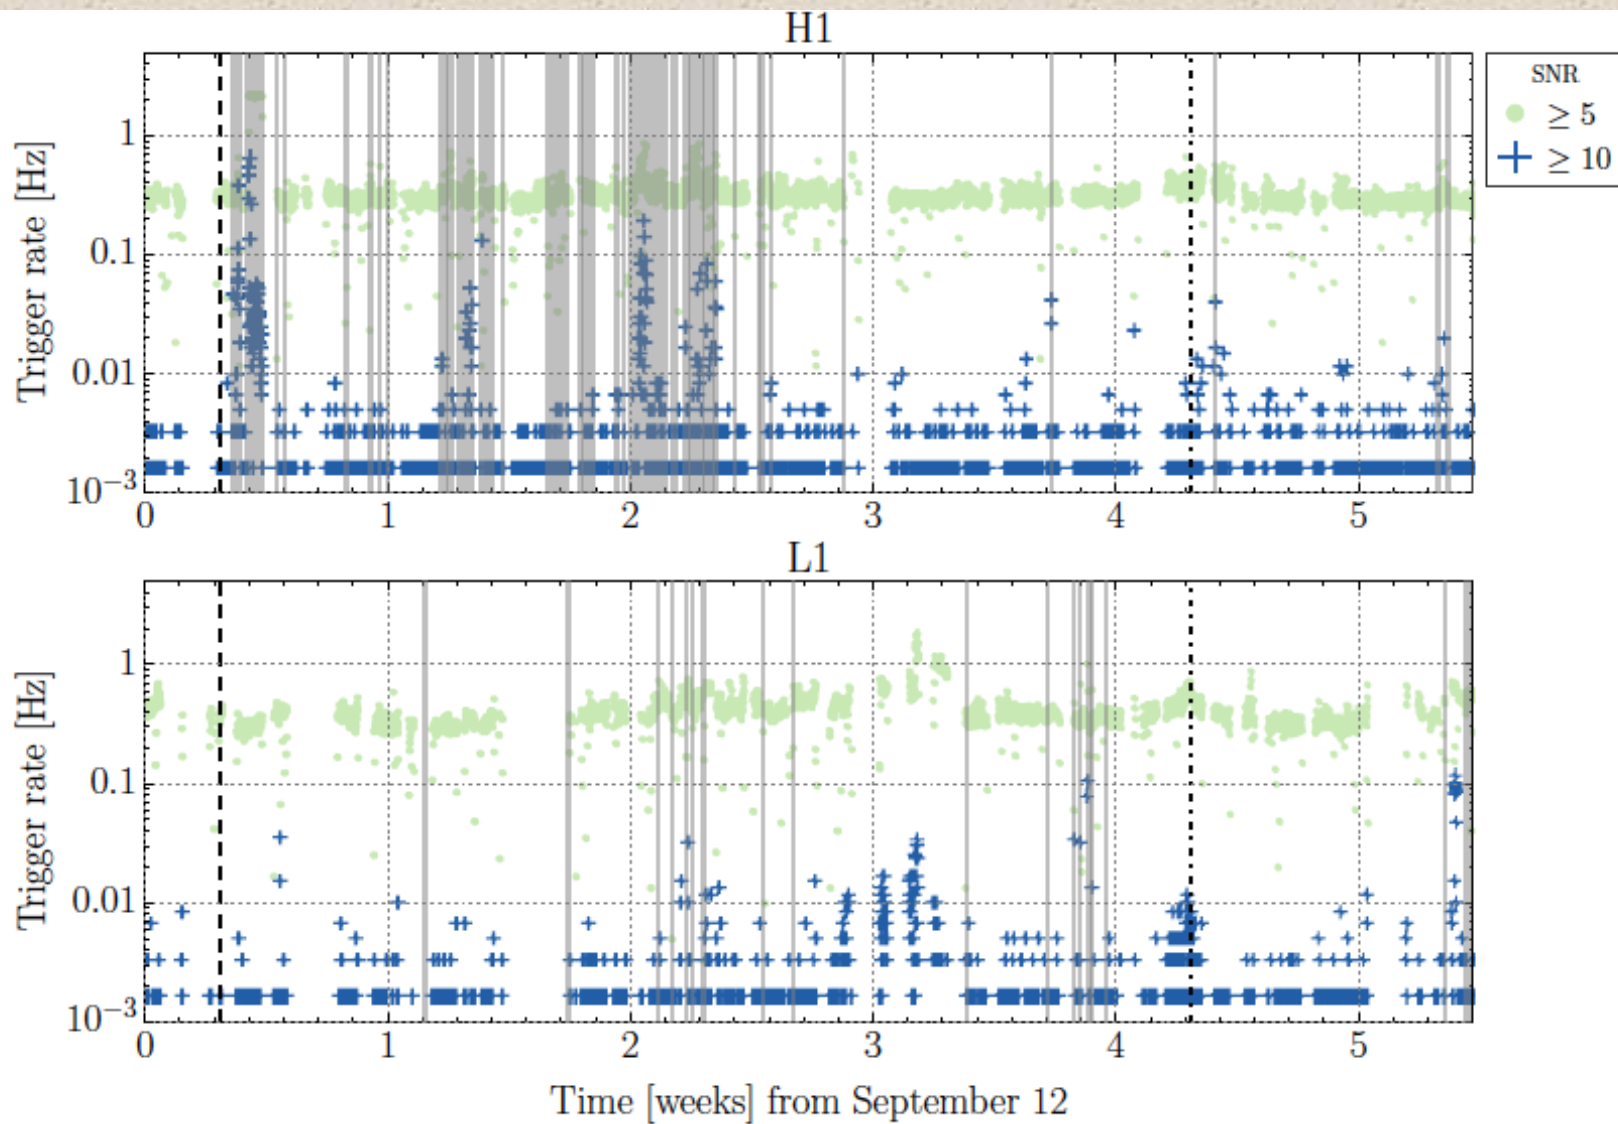 H1
SNR
≥ 5
≥ 10
Trigger rate [Hz]
1
0.1
0.01
10⁻³
0 1 2 3 4 5
L1
Trigger rate [Hz]
1
0.1
0.01
10⁻³
0 1 2 3 4 5
Time [weeks] from September 12